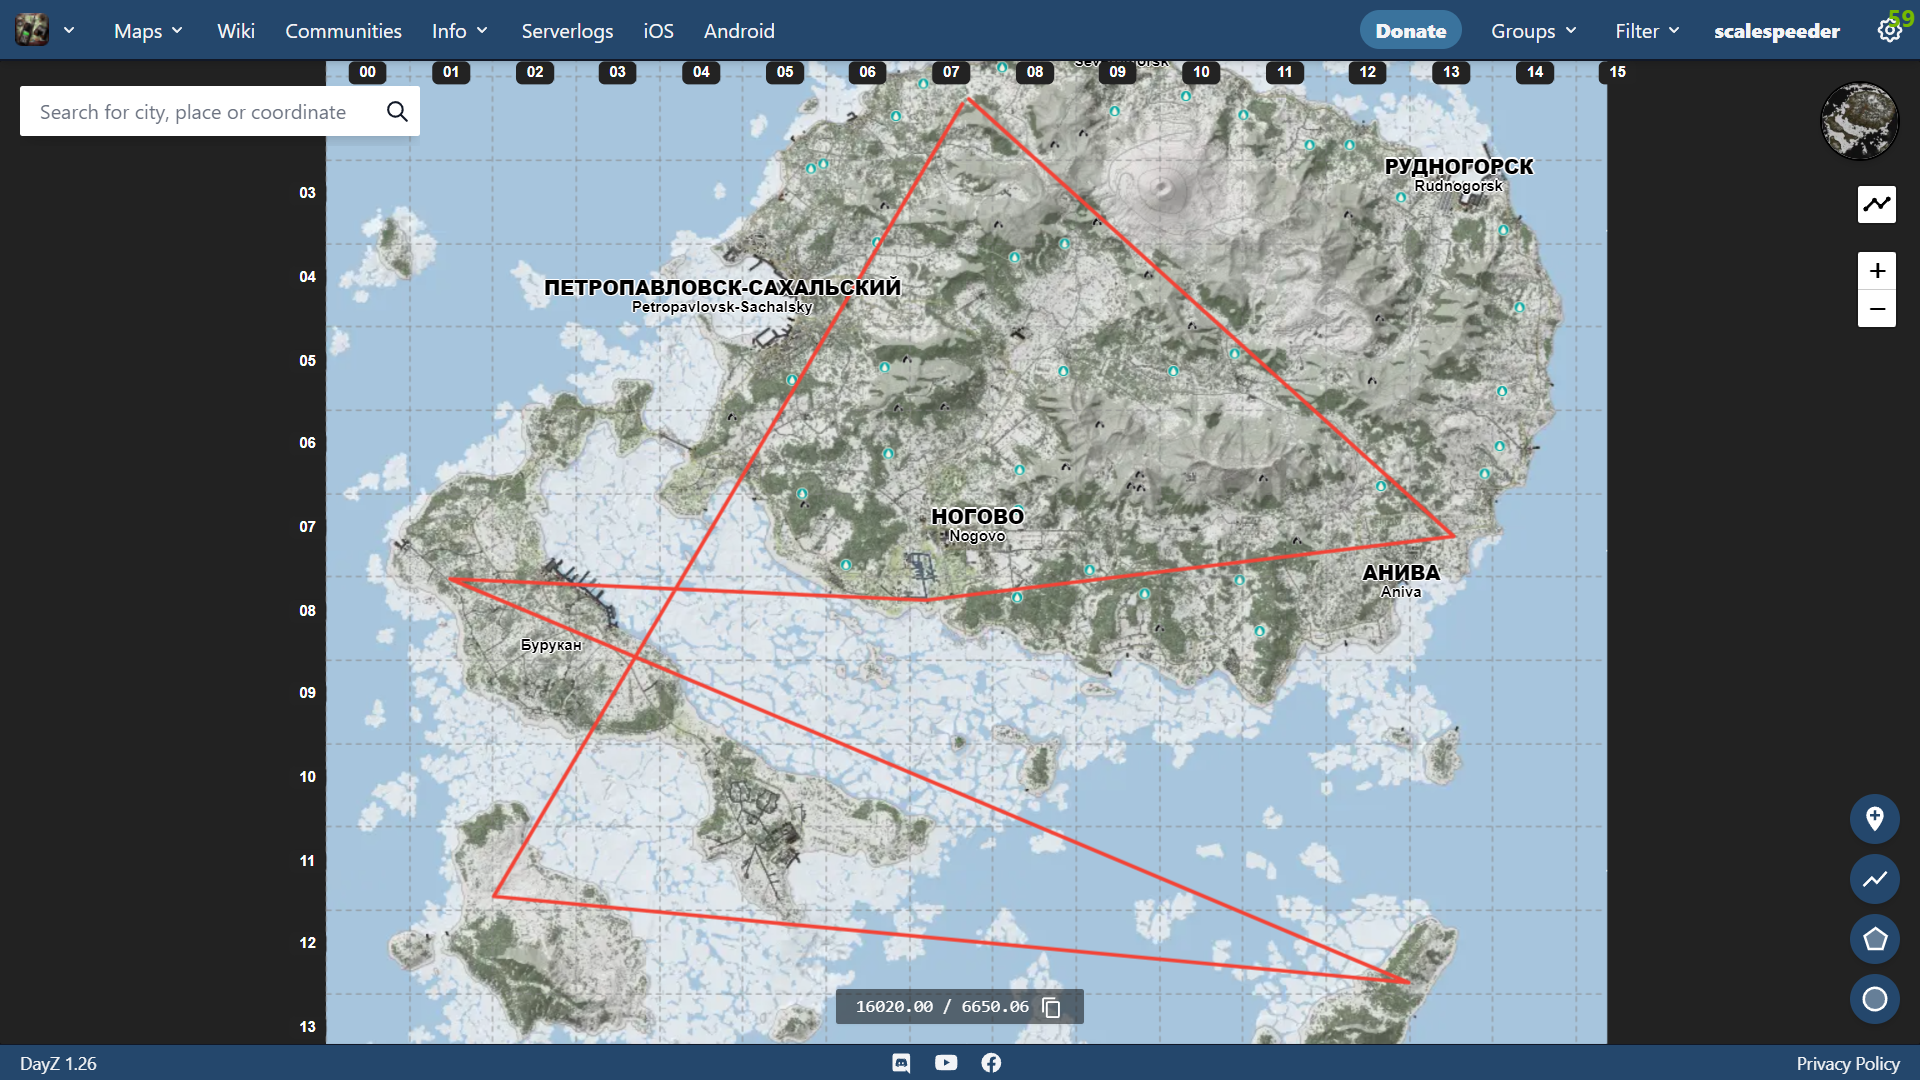 Maps
Wiki
Communities
Info
Serverlogs
iOS
Android
Donate
Groups
Filter
scalespeeder
59
Search for city, place or coordinate
00 01 02 03 04 05 06 07 08 09 10 11 12 13 14 15
РУДНОГОРСК
Rudnogorsk
03
04
ПЕТРОПАВЛОВСК-САХАЛЬСКИЙ
Petropavlovsk-Sachalsky
+
−
05
06
07
НОГОВО
Nogovo
АНИВА
Aniva
08
Бурукан
09
10
11
12
13
16020.00 / 6650.06
DayZ 1.26
Privacy Policy